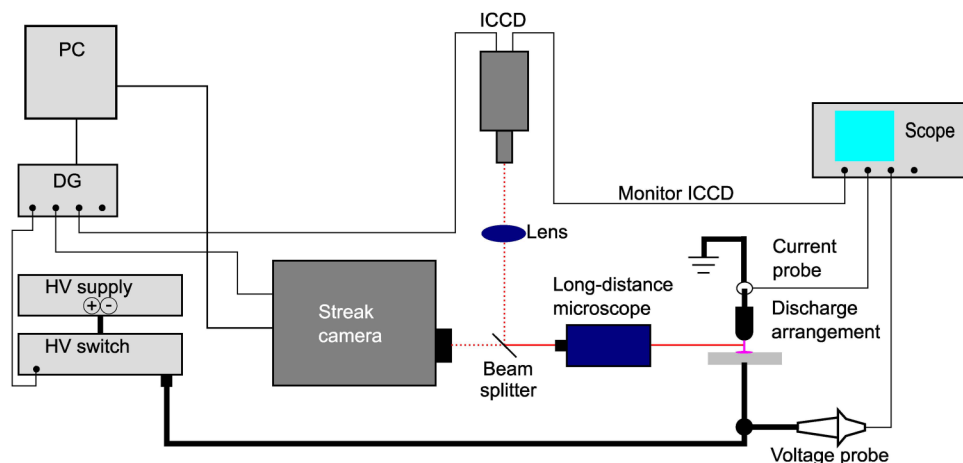 ICCD
PC
Scope
DG
Monitor ICCD
Lens
Current
probe
HV supply
+ -
Long-distance
microscope
Streak
camera
Discharge
arrangement
HV switch
Beam
splitter
Voltage probe